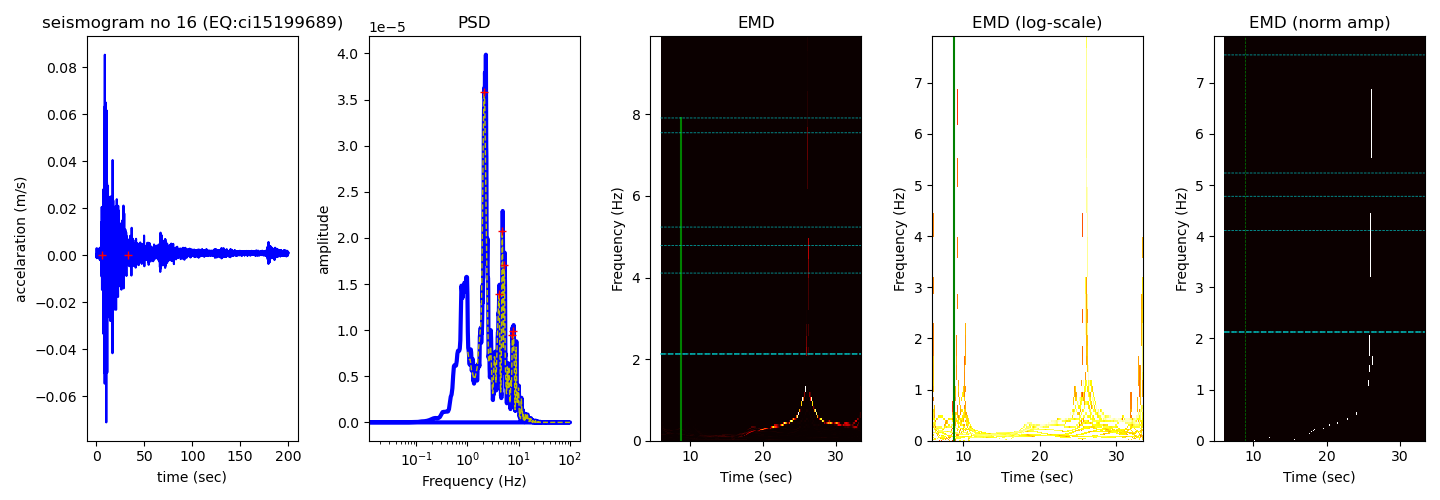 seismogram no 16 (EQ:ci15199689)
accelaration (m/s)
0.08
0.06
0.04
0.02
0.00
−0.02
−0.04
−0.06
0 50 100 150 200
time (sec)
PSD
1e−5
amplitude
4.0
3.5
3.0
2.5
2.0
1.5
1.0
0.5
0.0
10⁻¹ 10⁰ 10¹ 10²
Frequency (Hz)
EMD
Frequency (Hz)
8
6
4
2
0
10 20 30
Time (sec)
EMD (log-scale)
Frequency (Hz)
7
6
5
4
3
2
1
0
10 20 30
Time (sec)
EMD (norm amp)
Frequency (Hz)
7
6
5
4
3
2
1
0
10 20 30
Time (sec)